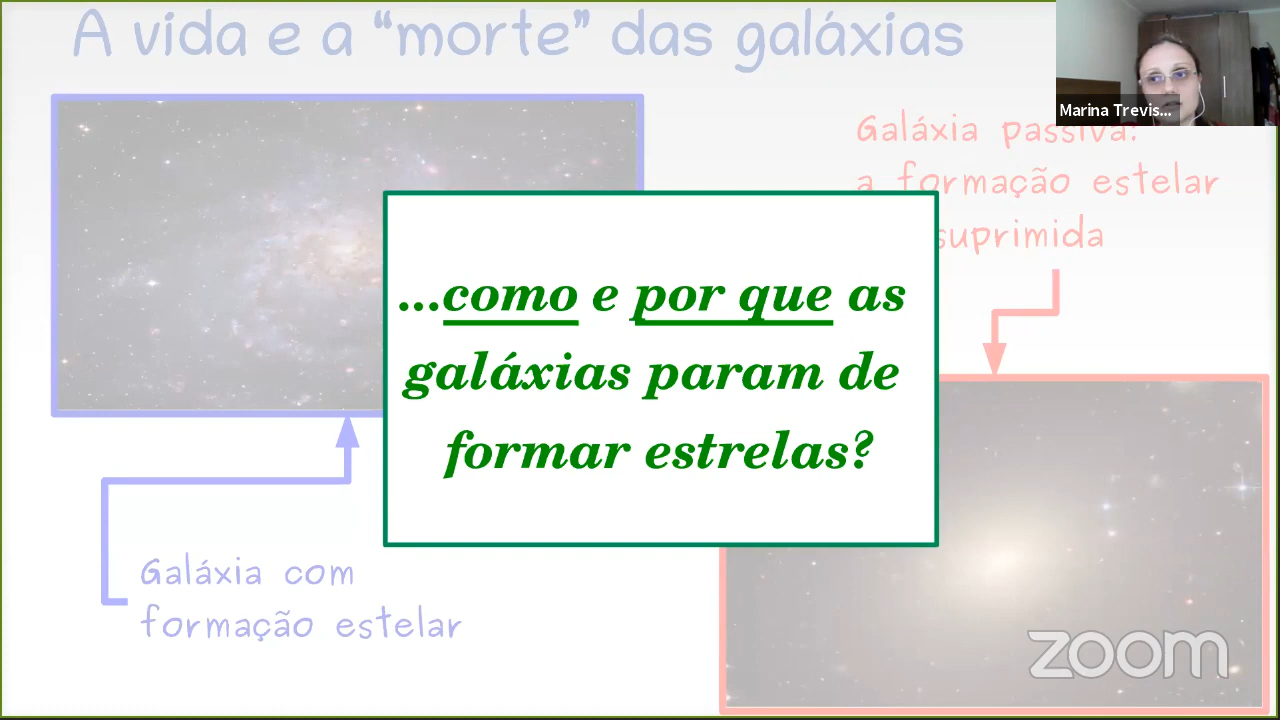 A vida e a “morte” das galáxias
Marina Trevis...
Galáxia passiva:
a formação estelar
suprimida
...como e por que as
galáxias param de
formar estrelas?
Galáxia com
formação estelar
zoom